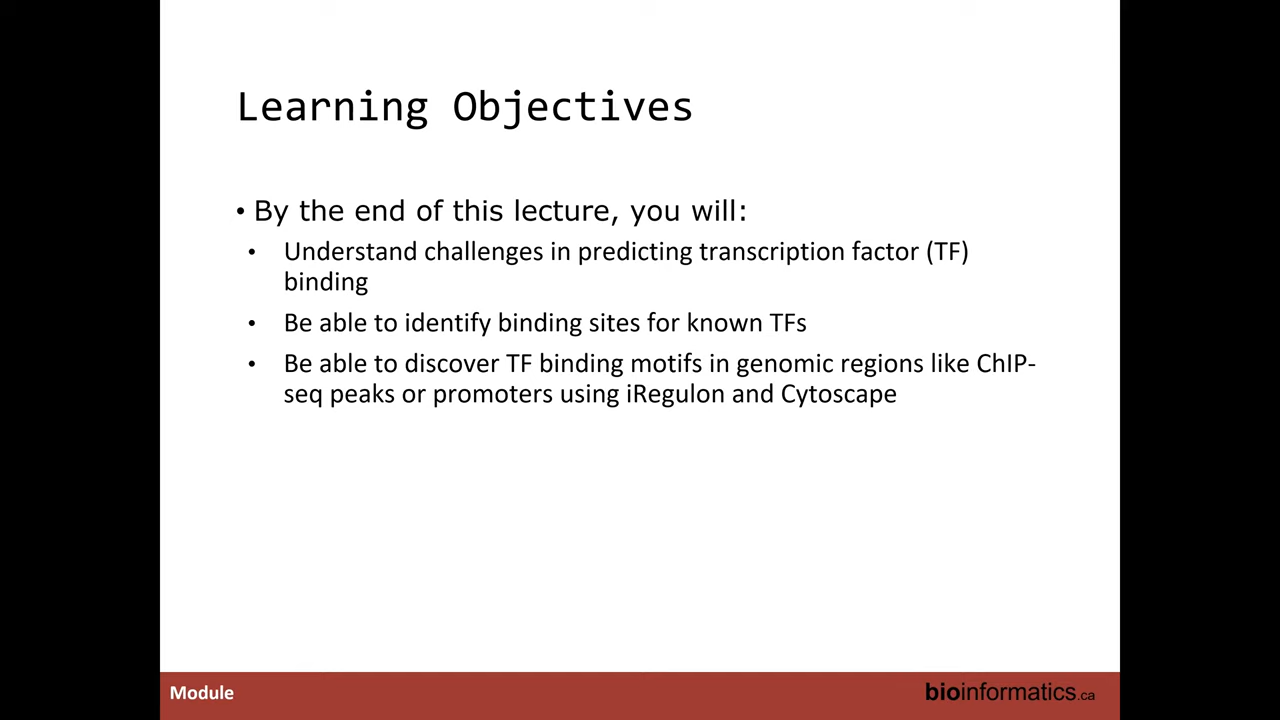 Learning Objectives
• By the end of this lecture, you will:
• Understand challenges in predicting transcription factor (TF)
binding
• Be able to identify binding sites for known TFs
• Be able to discover TF binding motifs in genomic regions like ChIP-
seq peaks or promoters using iRegulon and Cytoscape
Module
bioinformatics.ca